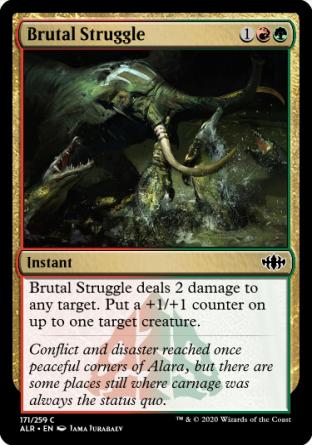 Brutal Struggle 1
Instant
Brutal Struggle deals 2 damage to
any target. Put a +1/+1 counter on
up to one target creature.
Conflict and disaster reached once
peaceful corners of Alara, but there
are some places still where carnage was
always the status quo.
171/259 C
ALR • EN Jama Jurabaev
™ & © 2020 Wizards of the Coast